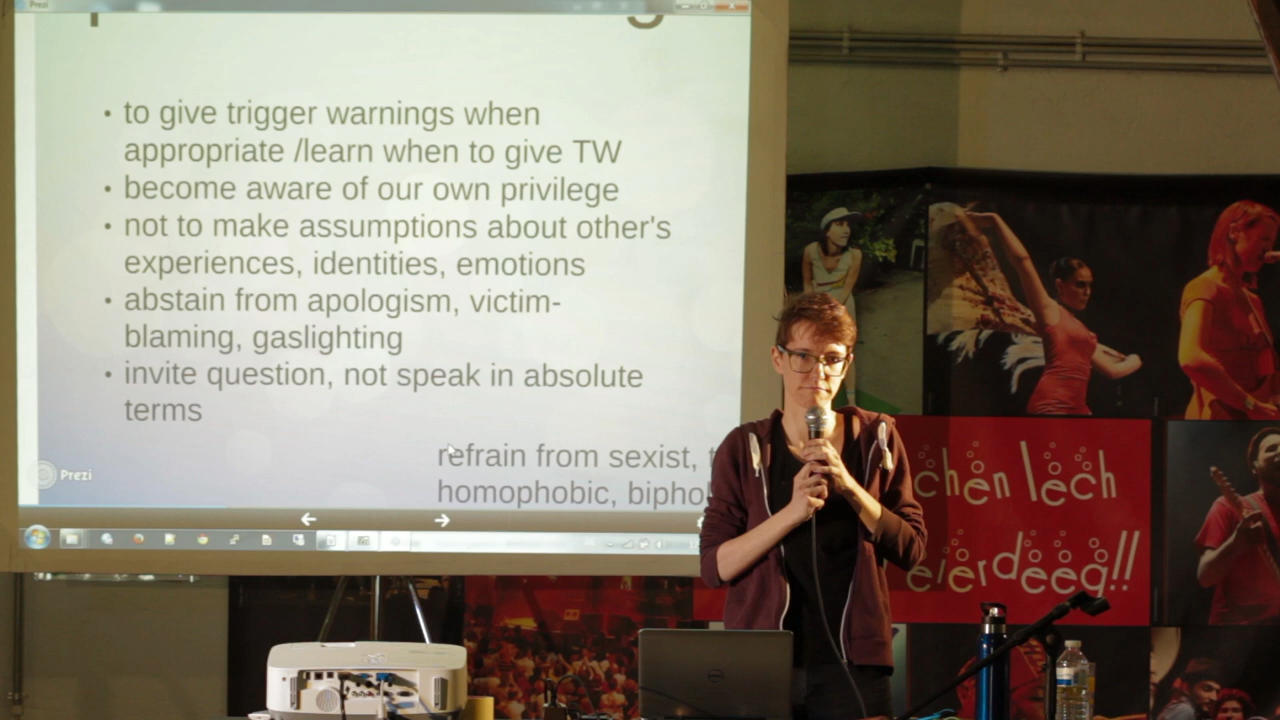 Prezi
to give trigger warnings when
appropriate /learn when to give TW
become aware of our own privilege
not to make assumptions about other's
experiences, identities, emotions
abstain from apologism, victim-
blaming, gaslighting
invite question, not speak in absolute
terms
refrain from sexist, t
homophobic, bipho
Prezi
chen lech
eierdeeg!!
DELL